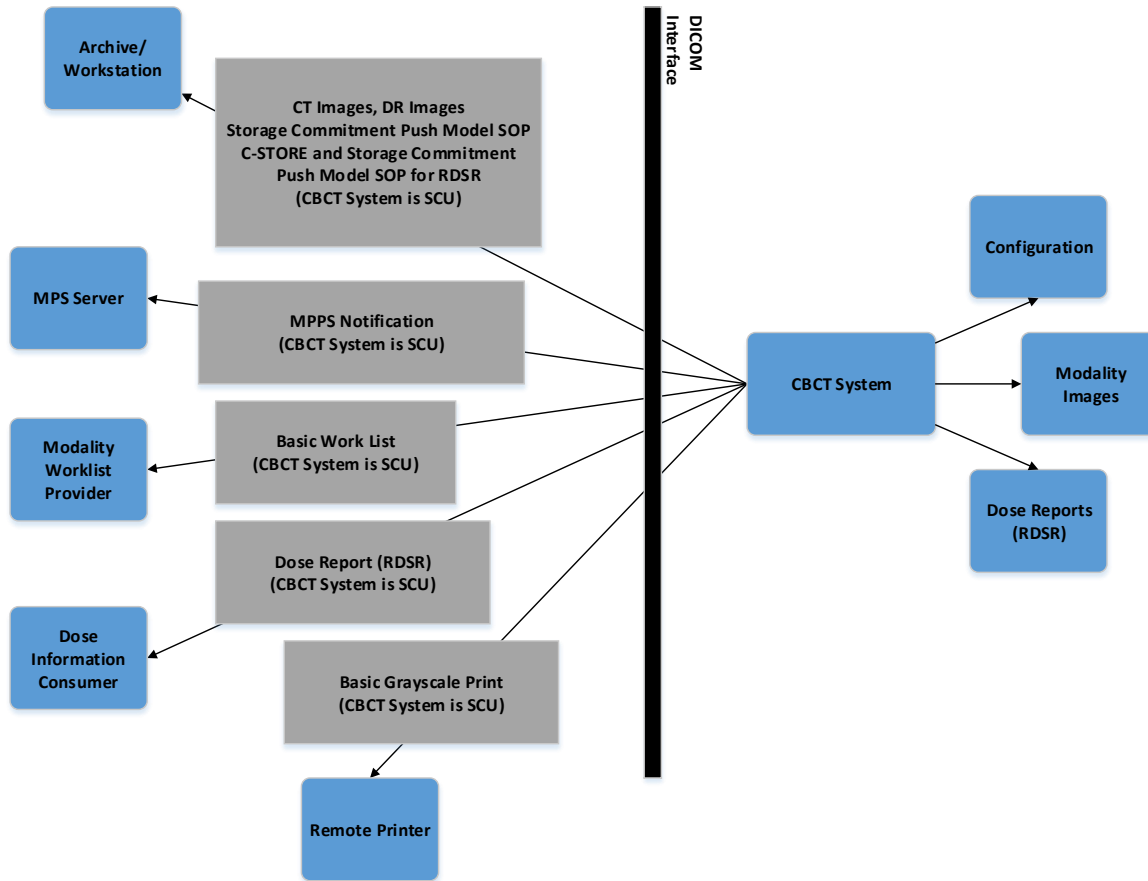 Archive/
Workstation
CT Images, DR Images
Storage Commitment Push Model SOP
C-STORE and Storage Commitment
Push Model SOP for RDSR
(CBCT System is SCU)
DICOM
Interface
MPS Server
MPPS Notification
(CBCT System is SCU)
Configuration
CBCT System
Modality
Images
Modality
Worklist
Provider
Basic Work List
(CBCT System is SCU)
Dose Reports
(RDSR)
Dose Report (RDSR)
(CBCT System is SCU)
Dose
Information
Consumer
Basic Grayscale Print
(CBCT System is SCU)
Remote Printer